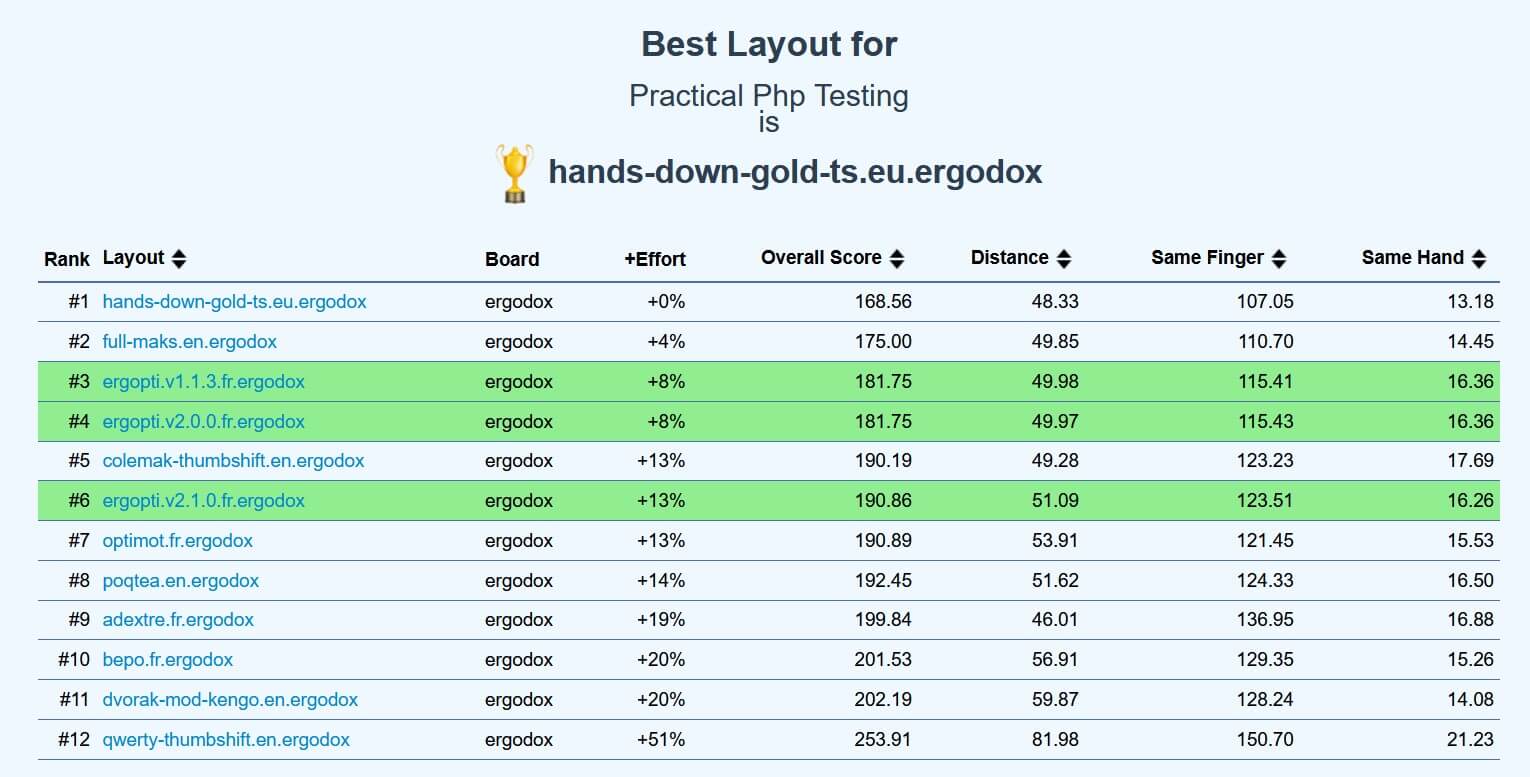 Best Layout for
Practical Php Testing
is
hands-down-gold-ts.eu.ergodox
Rank Layout Board +Effort Overall Score Distance Same Finger Same Hand
#1 hands-down-gold-ts.eu.ergodox ergodox +0% 168.56 48.33 107.05 13.18
#2 full-maks.en.ergodox ergodox +4% 175.00 49.85 110.70 14.45
#3 ergopti.v1.1.3.fr.ergodox ergodox +8% 181.75 49.98 115.41 16.36
#4 ergopti.v2.0.0.fr.ergodox ergodox +8% 181.75 49.97 115.43 16.36
#5 colemak-thumbshift.en.ergodox ergodox +13% 190.19 49.28 123.23 17.69
#6 ergopti.v2.1.0.fr.ergodox ergodox +13% 190.86 51.09 123.51 16.26
#7 optimot.fr.ergodox ergodox +13% 190.89 53.91 121.45 15.53
#8 poqtea.en.ergodox ergodox +14% 192.45 51.62 124.33 16.50
#9 adextre.fr.ergodox ergodox +19% 199.84 46.01 136.95 16.88
#10 bepo.fr.ergodox ergodox +20% 201.53 56.91 129.35 15.26
#11 dvorak-mod-kengo.en.ergodox ergodox +20% 202.19 59.87 128.24 14.08
#12 qwerty-thumbshift.en.ergodox ergodox +51% 253.91 81.98 150.70 21.23